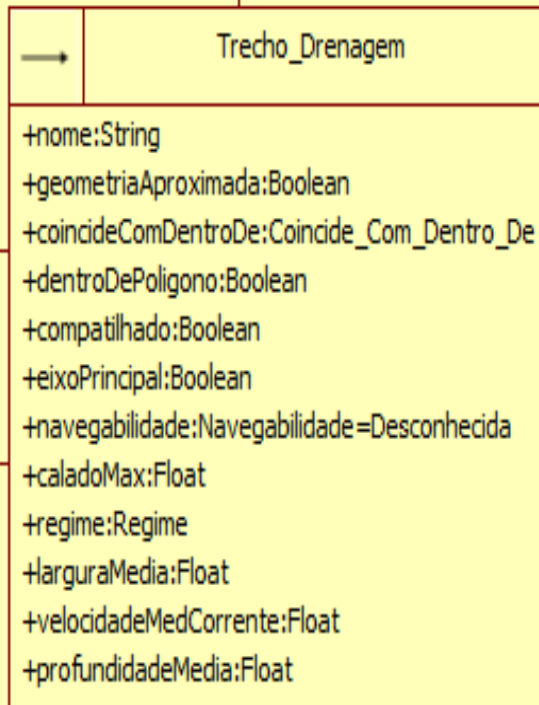 Trecho_Drenagem
+nome:String
+geometriaAproximada:Boolean
+coincideComDentroDe:Coincide_Com_Dentro_De
+dentroDePoligono:Boolean
+compatilhado:Boolean
+eixoPrincipal:Boolean
+navegabilidade:Navegabilidade=Desconhecida
+caladoMax:Float
+regime:Regime
+larguraMedia:Float
+velocidadeMedCorrente:Float
+profundidadeMedia:Float